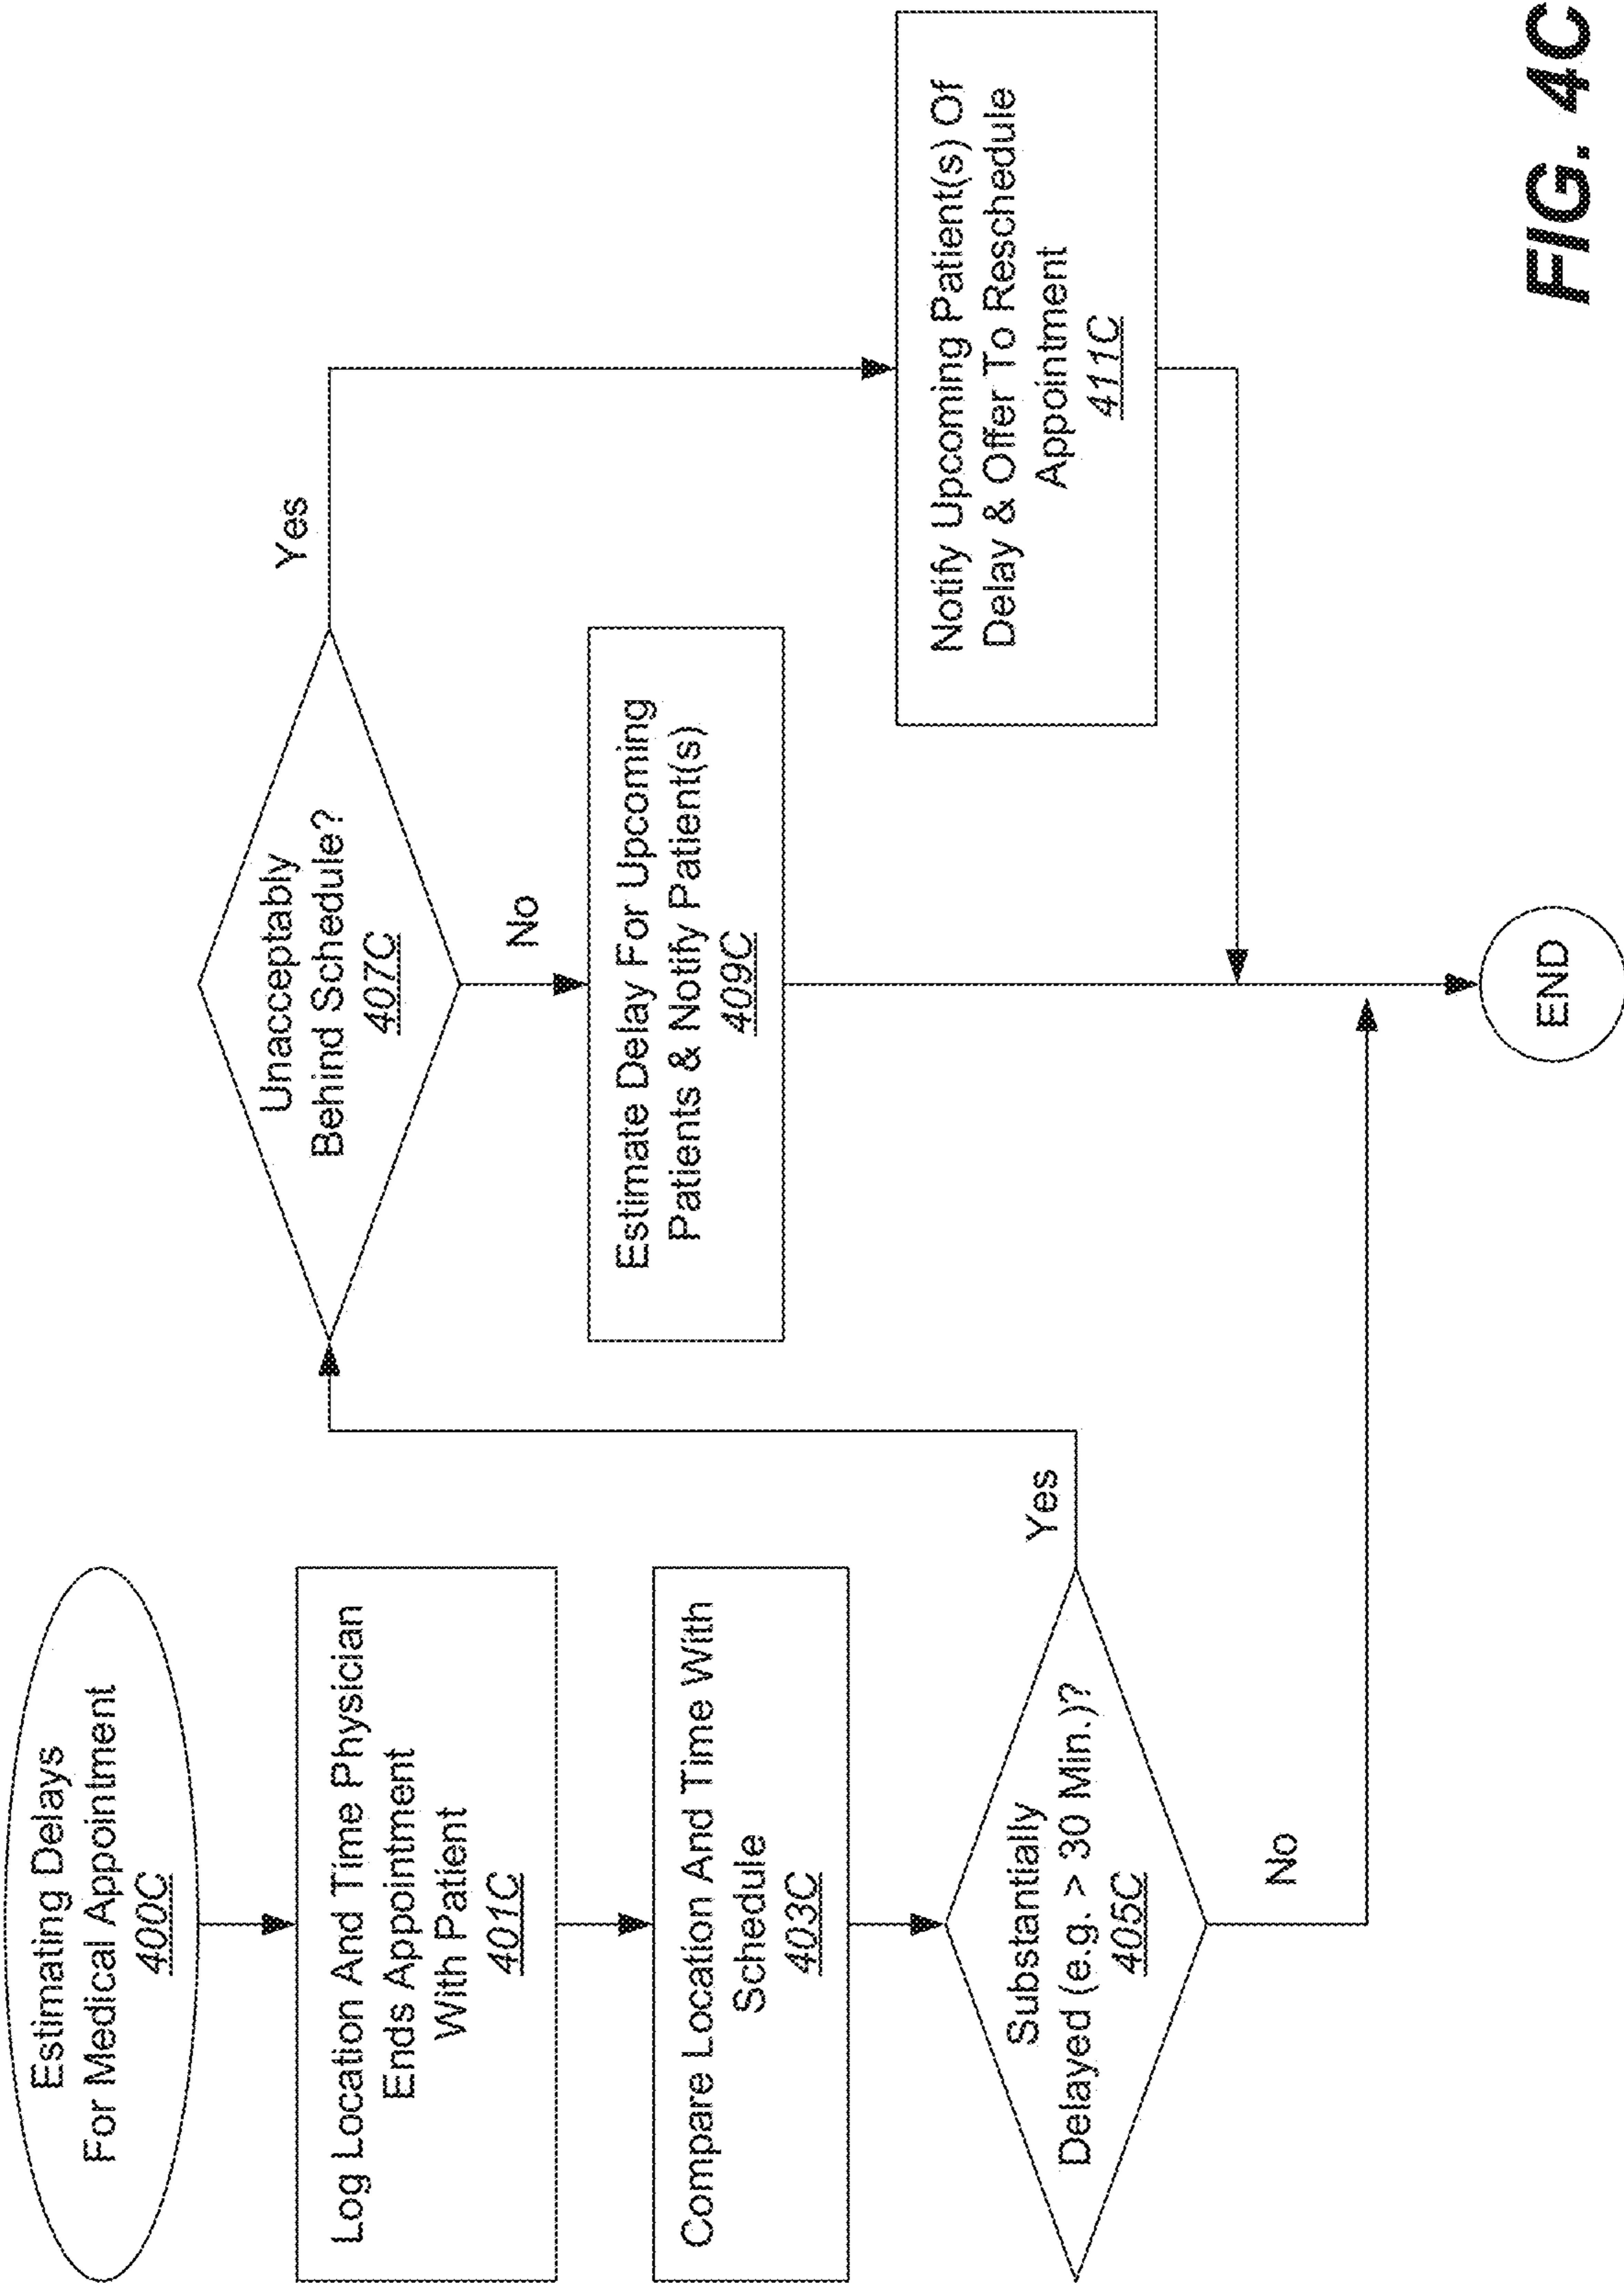 Estimating Delays
For Medical Appointment
400C
Log Location And Time Physician
Ends Appointment
With Patient
401C
Compare Location And Time With
Schedule
403C
Substantially
Delayed (e.g. > 30 Min.)?
405C
Yes
No
Unacceptably
Behind Schedule?
407C
Yes
No
Estimate Delay For Upcoming
Patients & Notify Patient(s)
409C
Notify Upcoming Patient(s) Of
Delay & Offer To Reschedule
Appointment
411C
END
FIG. 4C